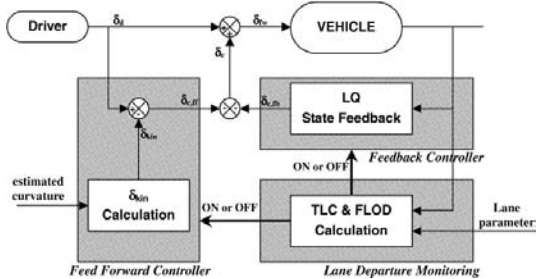 Driver
δd
δfw
VEHICLE
δc
δc,ff
δc,fb
LQ
State Feedback
δkin
Feedback Controller
ON or OFF
estimated
curvature
δkin
Calculation
ON or OFF
TLC & FLOD
Calculation
Lane
parameter:
Feed Forward Controller
Lane Departure Monitoring